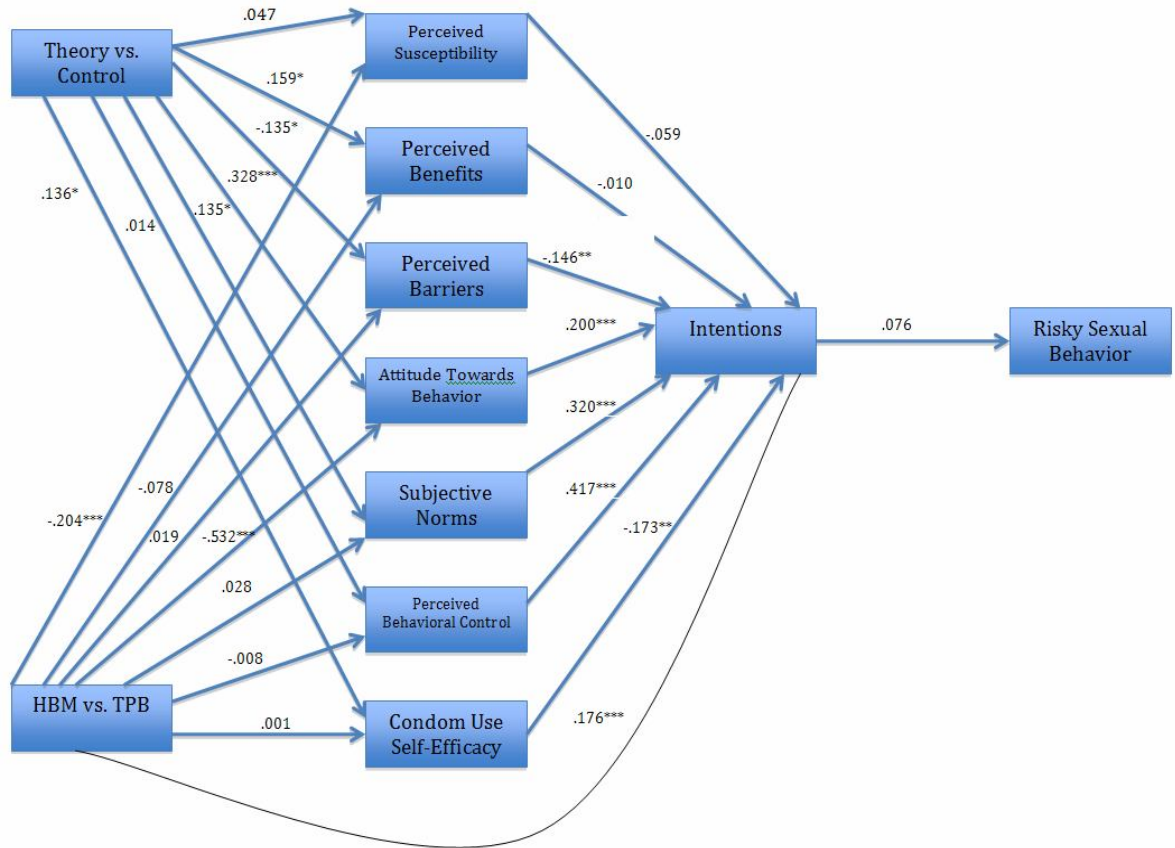 .047
Theory vs.
Control
Perceived
Susceptibility
.159*
-.135*
-.059
Perceived
Benefits
.328***
-.010
.136*
.135*
.014
Perceived
Barriers
-.146**
Intentions
.200***
.076
Risky Sexual
Behavior
Attitude Towards
Behavior
.320***
-.078
Subjective
Norms
.417***
-.204***
-.173**
.019
-.532***
.028
Perceived
Behavioral Control
-.008
HBM vs. TPB
.001
Condom Use
Self-Efficacy
.176***